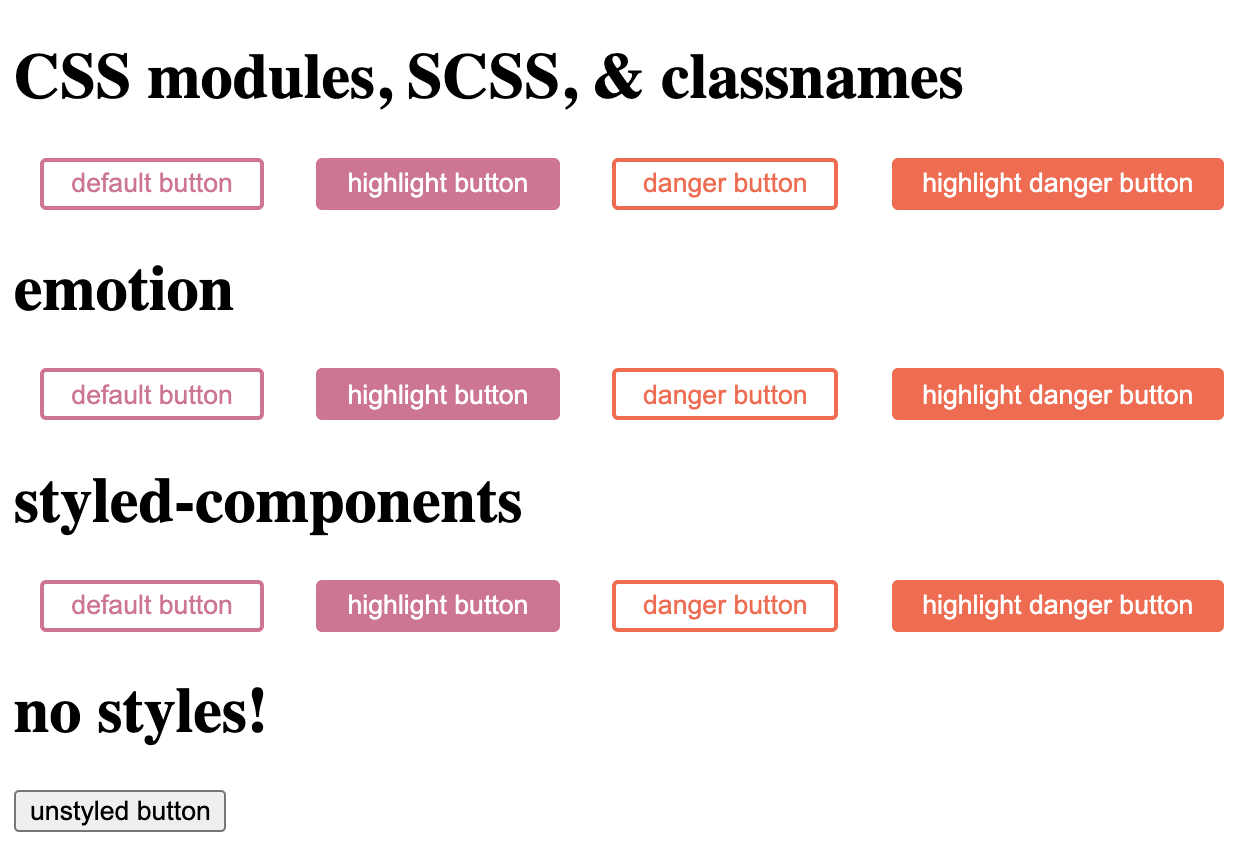 CSS modules, SCSS, & classnames
default button highlight button danger button highlight danger button
emotion
default button highlight button danger button highlight danger button
styled-components
default button highlight button danger button highlight danger button
no styles!
unstyled button